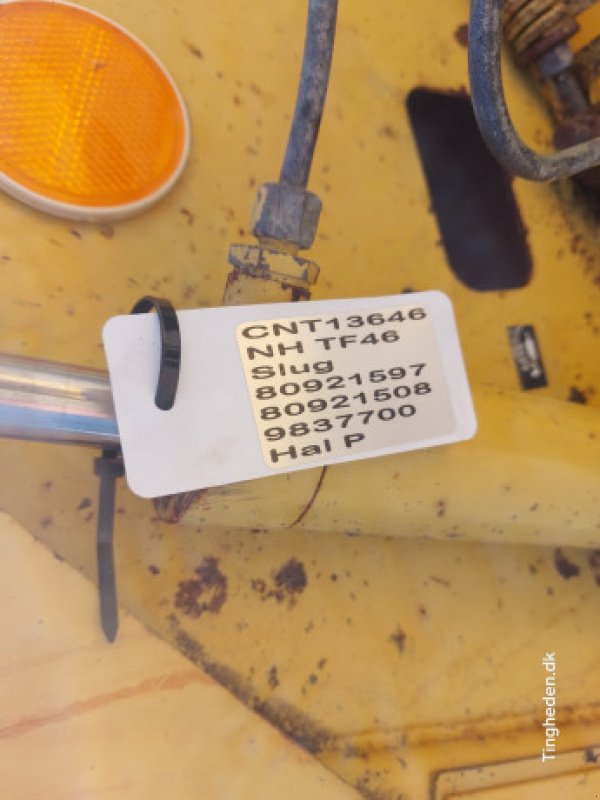 CNT13646
NH TF46
Slug
80921597
80921508
9837700
Hal P
Tingheden.dk